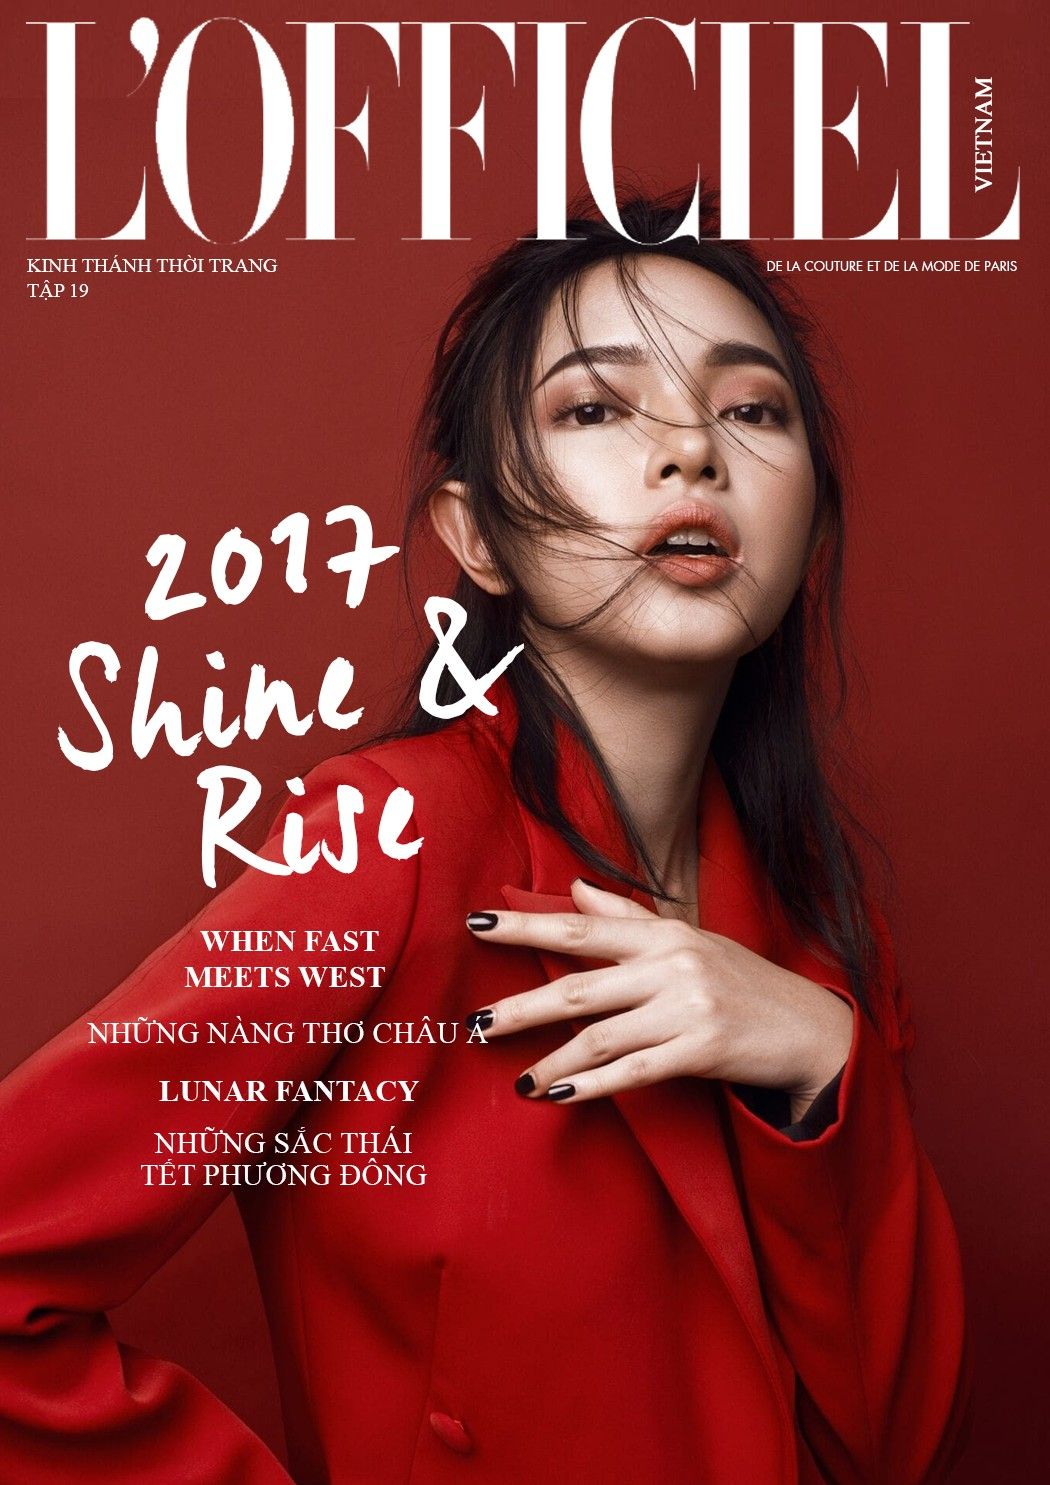 L'OFFICIEL
VIETNAM
KINH THÁNH THỜI TRANG
TẬP 19
DE LA COUTURE ET DE LA MODE DE PARIS
2017
Shine &
Rise
WHEN FAST
MEETS WEST
NHỮNG NÀNG THƠ CHÂU Á
LUNAR FANTACY
NHỮNG SẮC THÁI
TẾT PHƯƠNG ĐÔNG